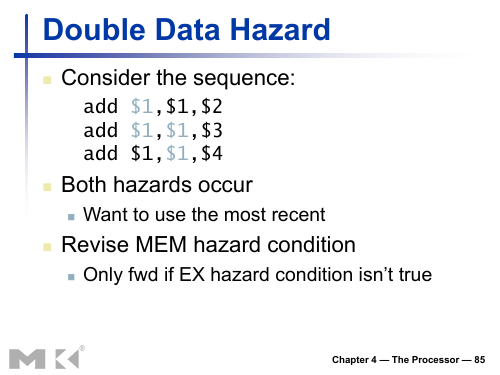 Double Data Hazard
Consider the sequence:
add $1,$1,$2
add $1,$1,$3
add $1,$1,$4
Both hazards occur
Want to use the most recent
Revise MEM hazard condition
Only fwd if EX hazard condition isn't true
MK®
Chapter 4 — The Processor — 85